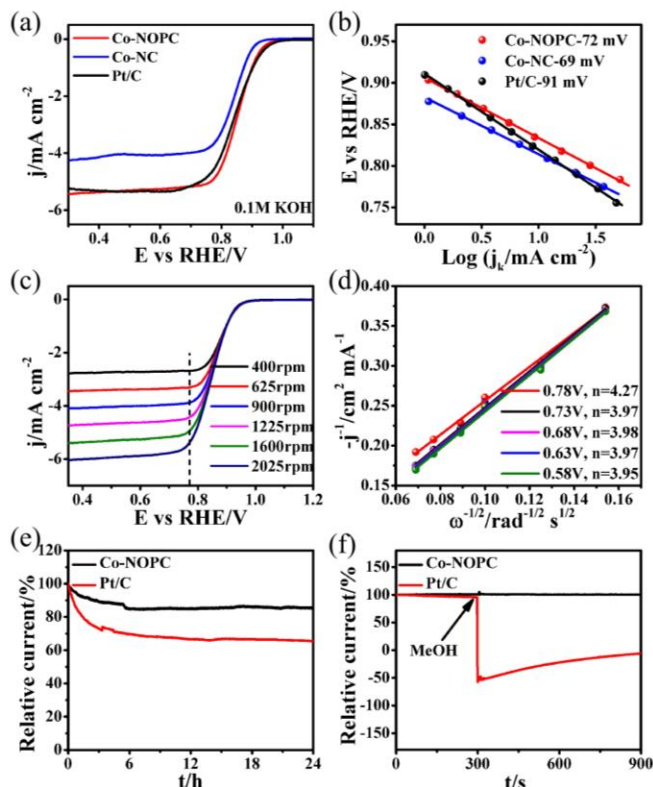 (a)
Co-NOPC
Co-NC
Pt/C
0
-2
-4
-6
j/mA cm-2
0.4 0.6 0.8 1.0
0.1M KOH
E vs RHE/V
(b)
Co-NOPC-72 mV
Co-NC-69 mV
Pt/C-91 mV
0.90
0.85
0.80
0.75
E vs RHE/V
0.0 0.5 1.0 1.5
Log (jk/mA cm-2)
(c)
0
-2
-4
-6
j/mA cm-2
400rpm
625rpm
900rpm
1225rpm
1600rpm
2025rpm
0.4 0.6 0.8 1.0 1.2
E vs RHE/V
(d)
0.40
0.35
0.30
0.25
0.20
0.15
-j-1/cm2 mA-1
0.78V, n=4.27
0.73V, n=3.97
0.68V, n=3.98
0.63V, n=3.97
0.58V, n=3.95
0.08 0.10 0.12 0.14 0.16
ω-1/2/rad-1/2 s1/2
(e)
Co-NOPC
Pt/C
120
100
80
60
40
20
0
Relative current/%
0 6 12 18 24
t/h
(f)
Co-NOPC
Pt/C
150
100
50
0
-50
-100
-150
Relative current/%
MeOH
0 300 600 900
t/s